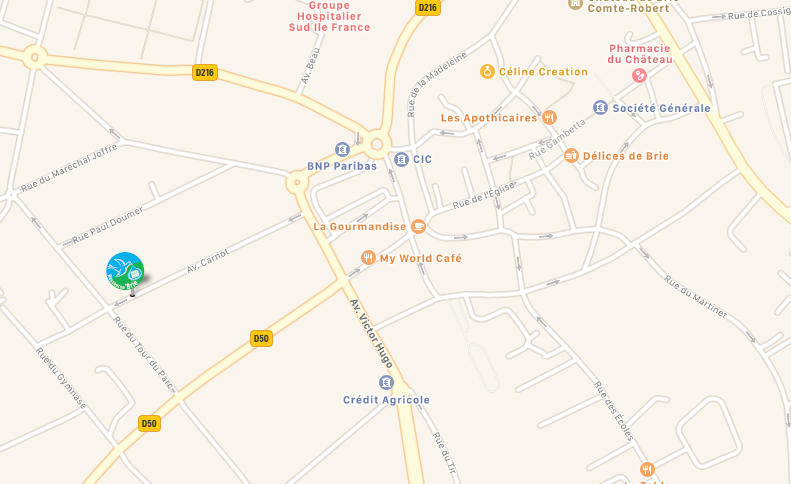 Groupe
Hospitalier
Sud Ile France
D216
Comte-Robert
Rue de Cossig
Pharmacie
du Château
D216
Av. Beau
Rue de la Madeleine
Céline Creation
Société Générale
Les Apothicaires
Rue Gambetta
BNP Paribas
CIC
Délices de Brie
Rue du Maréchal Joffre
Rue de l'Église
Rue Paul Doumer
La Gourmandise
Av. Carnot
My World Café
Rue du Martinet
Av. Victor Hugo
D50
Rue du Tour du Parc
Rue du Gymnase
Crédit Agricole
Rue des Écoles
D50
Rue du Tir